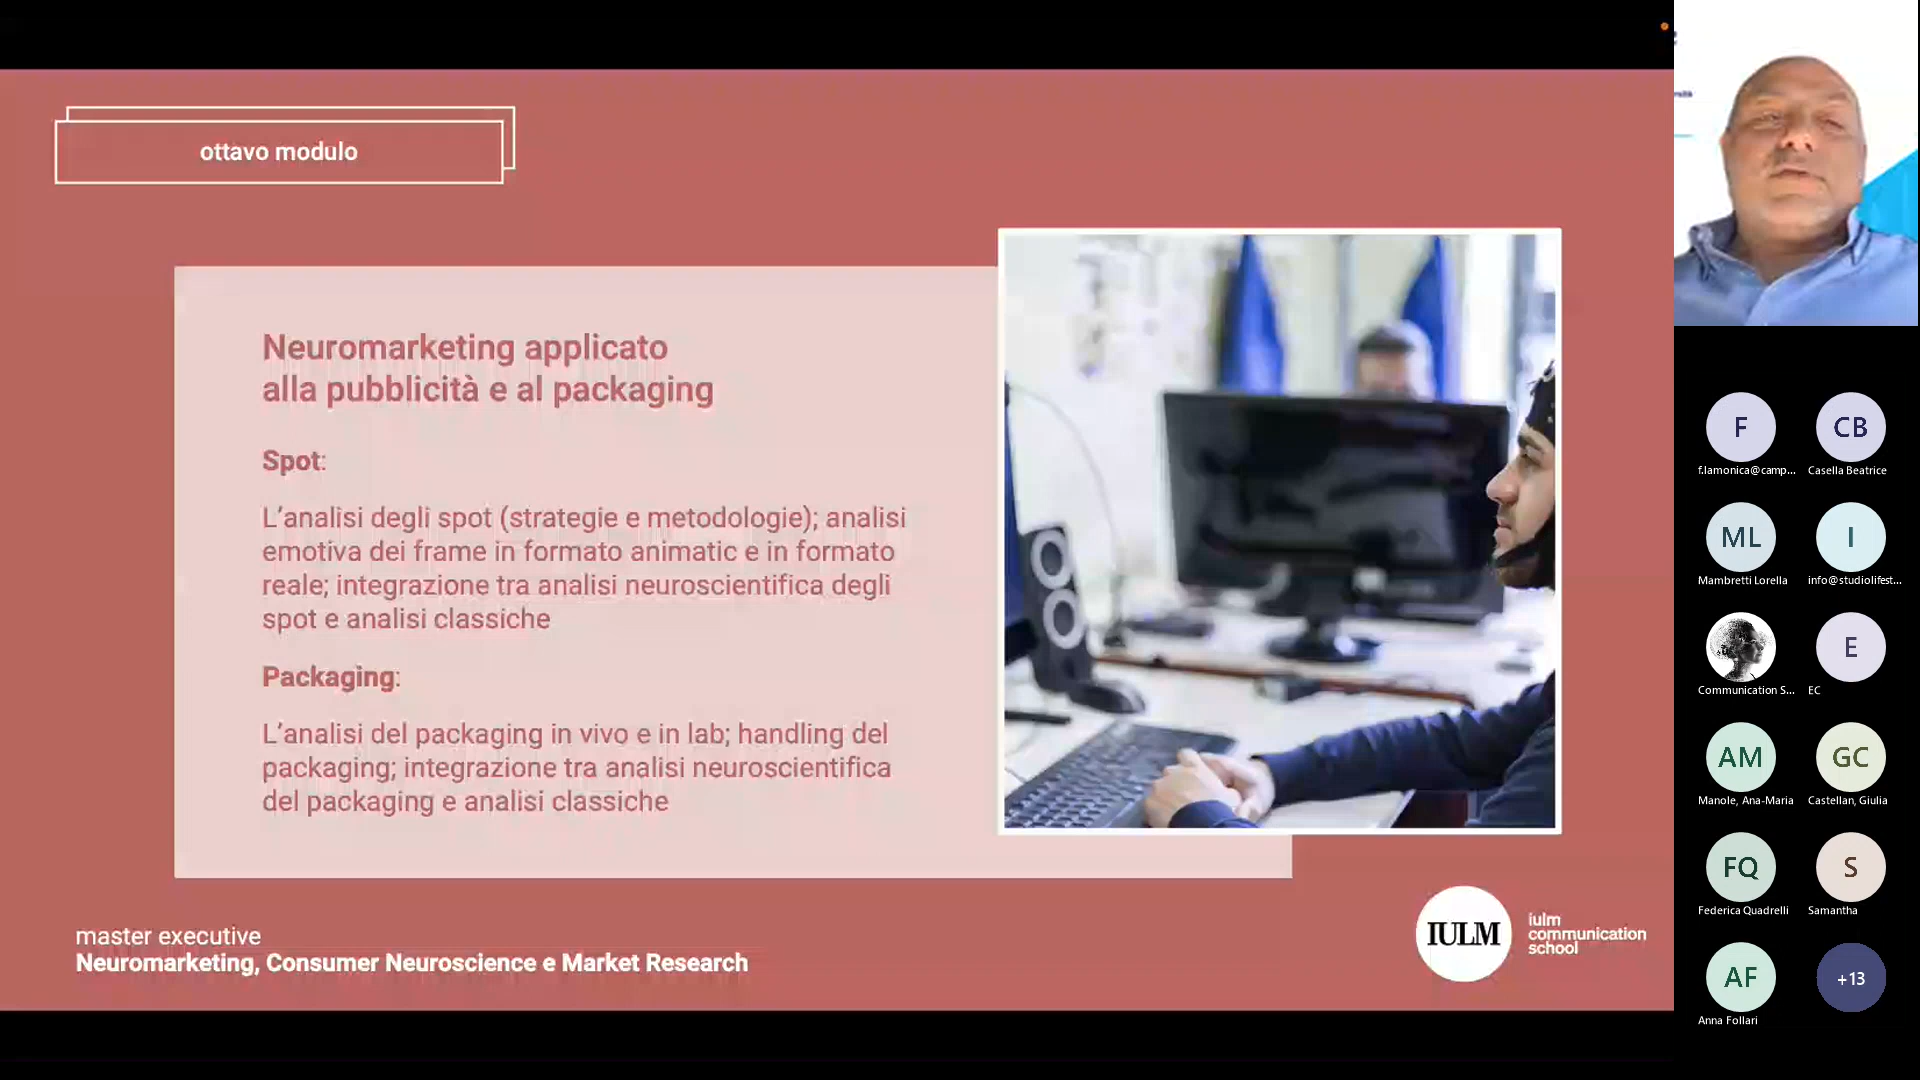 ottavo modulo
Neuromarketing applicato
alla pubblicità e al packaging
Spot:
L’analisi degli spot (strategie e metodologie); analisi
emotiva dei frame in formato animatic e in formato
reale; integrazione tra analisi neuroscientifica degli
spot e analisi classiche
Packaging:
L’analisi del packaging in vivo e in lab; handling del
packaging; integrazione tra analisi neuroscientifica
del packaging e analisi classiche
master executive
Neuromarketing, Consumer Neuroscience e Market Research
IULM
iulm
communication
school
F
f.lamonica@camp...
CB
Casella Beatrice
ML
Mambretti Lorella
I
info@studiolifest...
Communication S...
E
EC
AM
Manole, Ana-Maria
GC
Castellan, Giulia
FQ
Federica Quadrelli
S
Samantha
AF
Anna Follari
+13